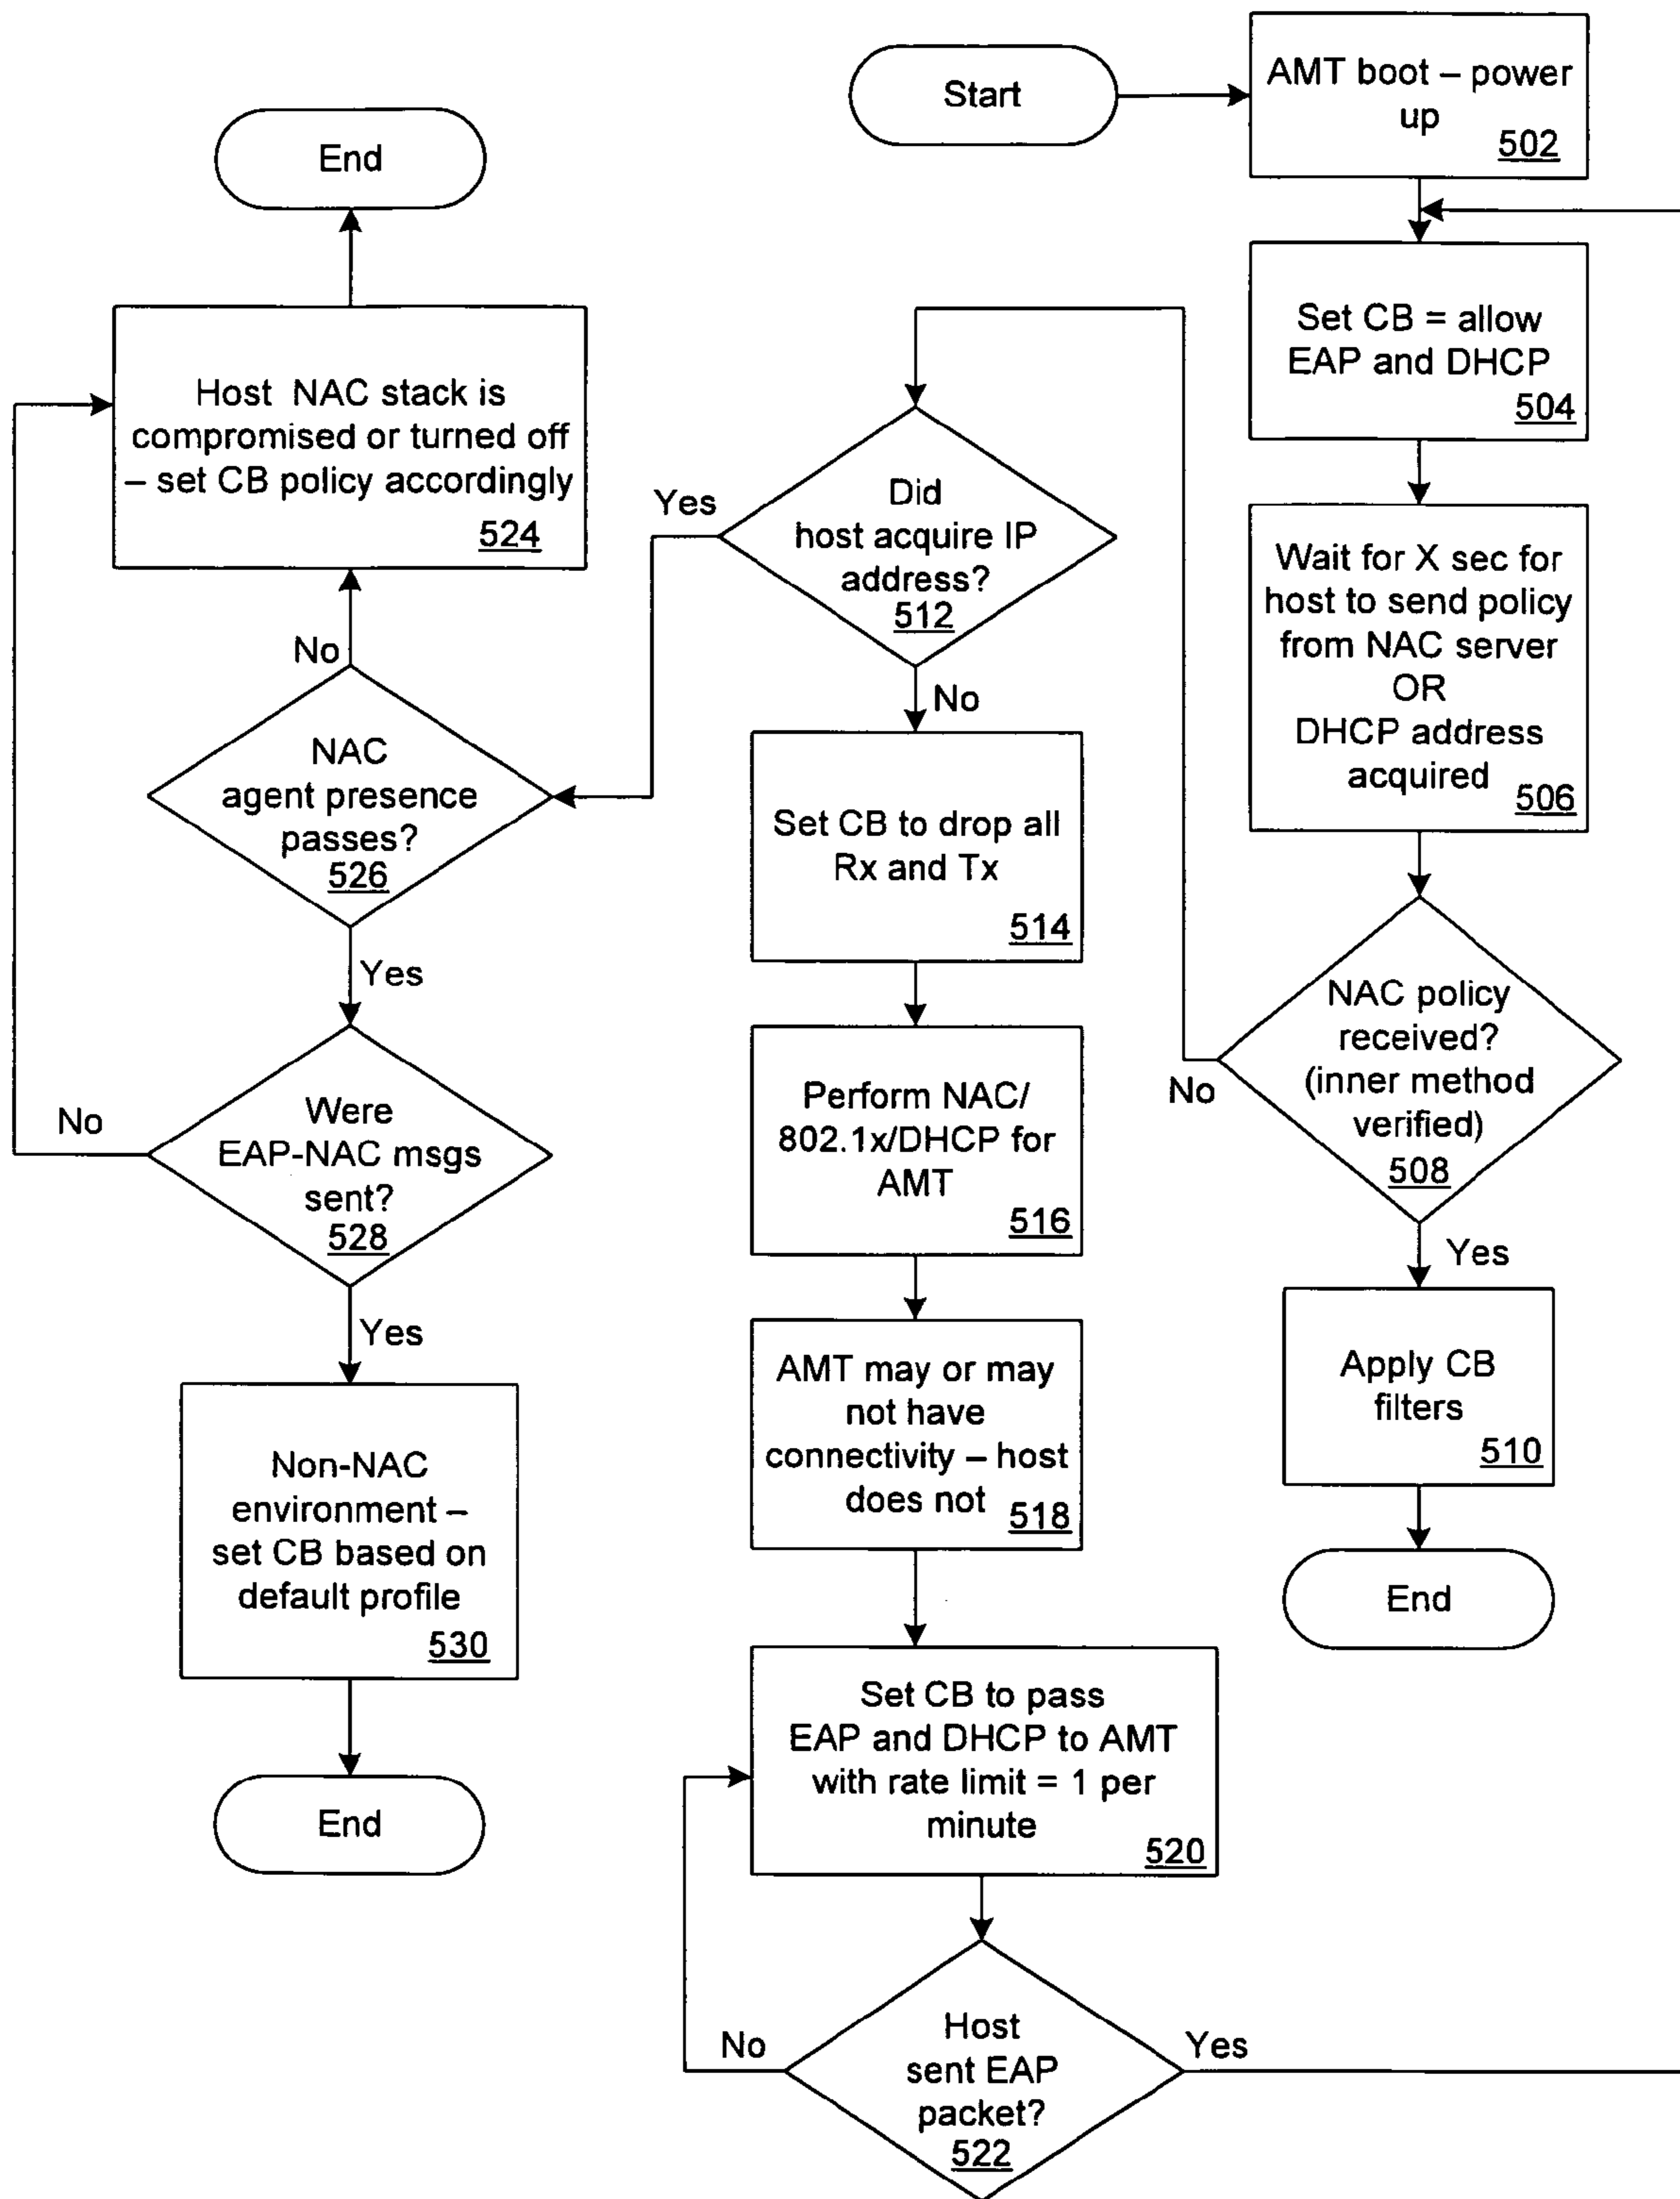 Start
AMT boot – power
up
502
Set CB = allow
EAP and DHCP
504
Wait for X sec for
host to send policy
from NAC server
OR
DHCP address
acquired
506
NAC policy
received?
(inner method
verified)
508
No
Yes
Apply CB
filters
510
End
Did
host acquire IP
address?
512
Yes
No
Set CB to drop all
Rx and Tx
514
Perform NAC/
802.1x/DHCP for
AMT
516
AMT may or may
not have
connectivity – host
does not
518
Set CB to pass
EAP and DHCP to AMT
with rate limit = 1 per
minute
520
Host
sent EAP
packet?
522
No
Yes
End
Host NAC stack is
compromised or turned off
– set CB policy accordingly
524
No
NAC
agent presence
passes?
526
Yes
Were
EAP-NAC msgs
sent?
528
No
Yes
Non-NAC
environment –
set CB based on
default profile
530
End